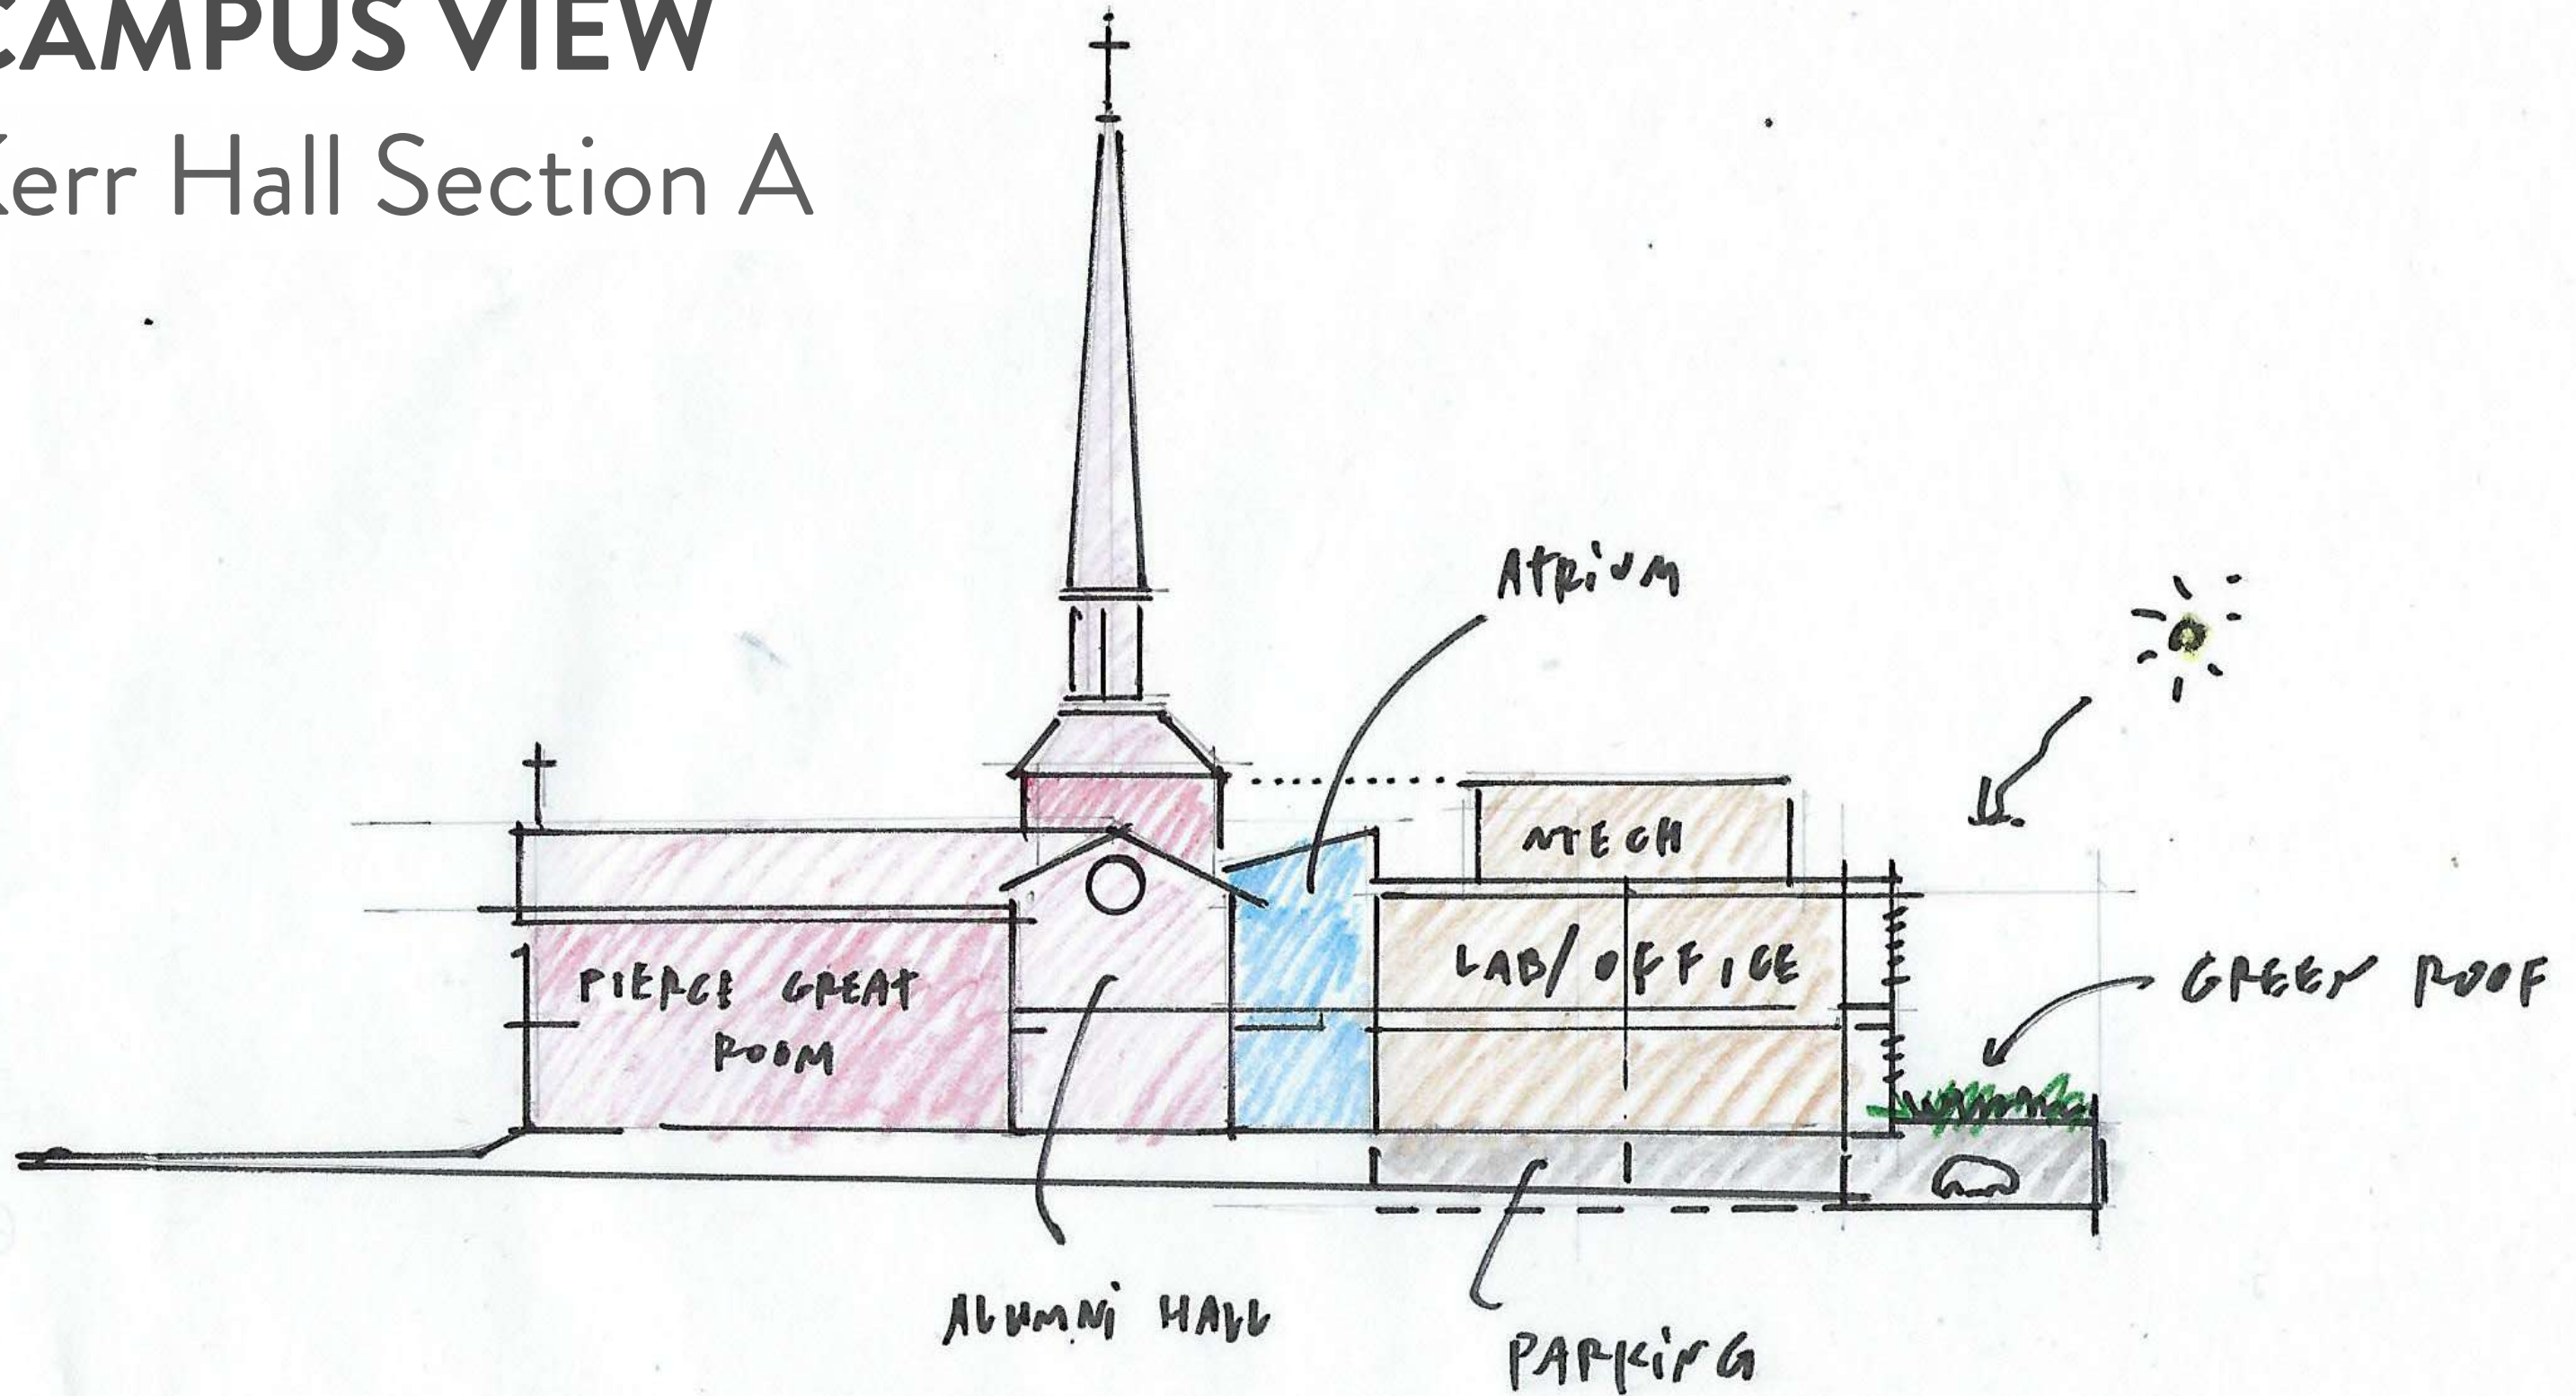 CAMPUS VIEW
Kerr Hall Section A
ATRIUM
MECH
LAB/OFFICE
PIERCE GREAT
ROOM
GREEN ROOF
ALUMNI HALL
PARKING